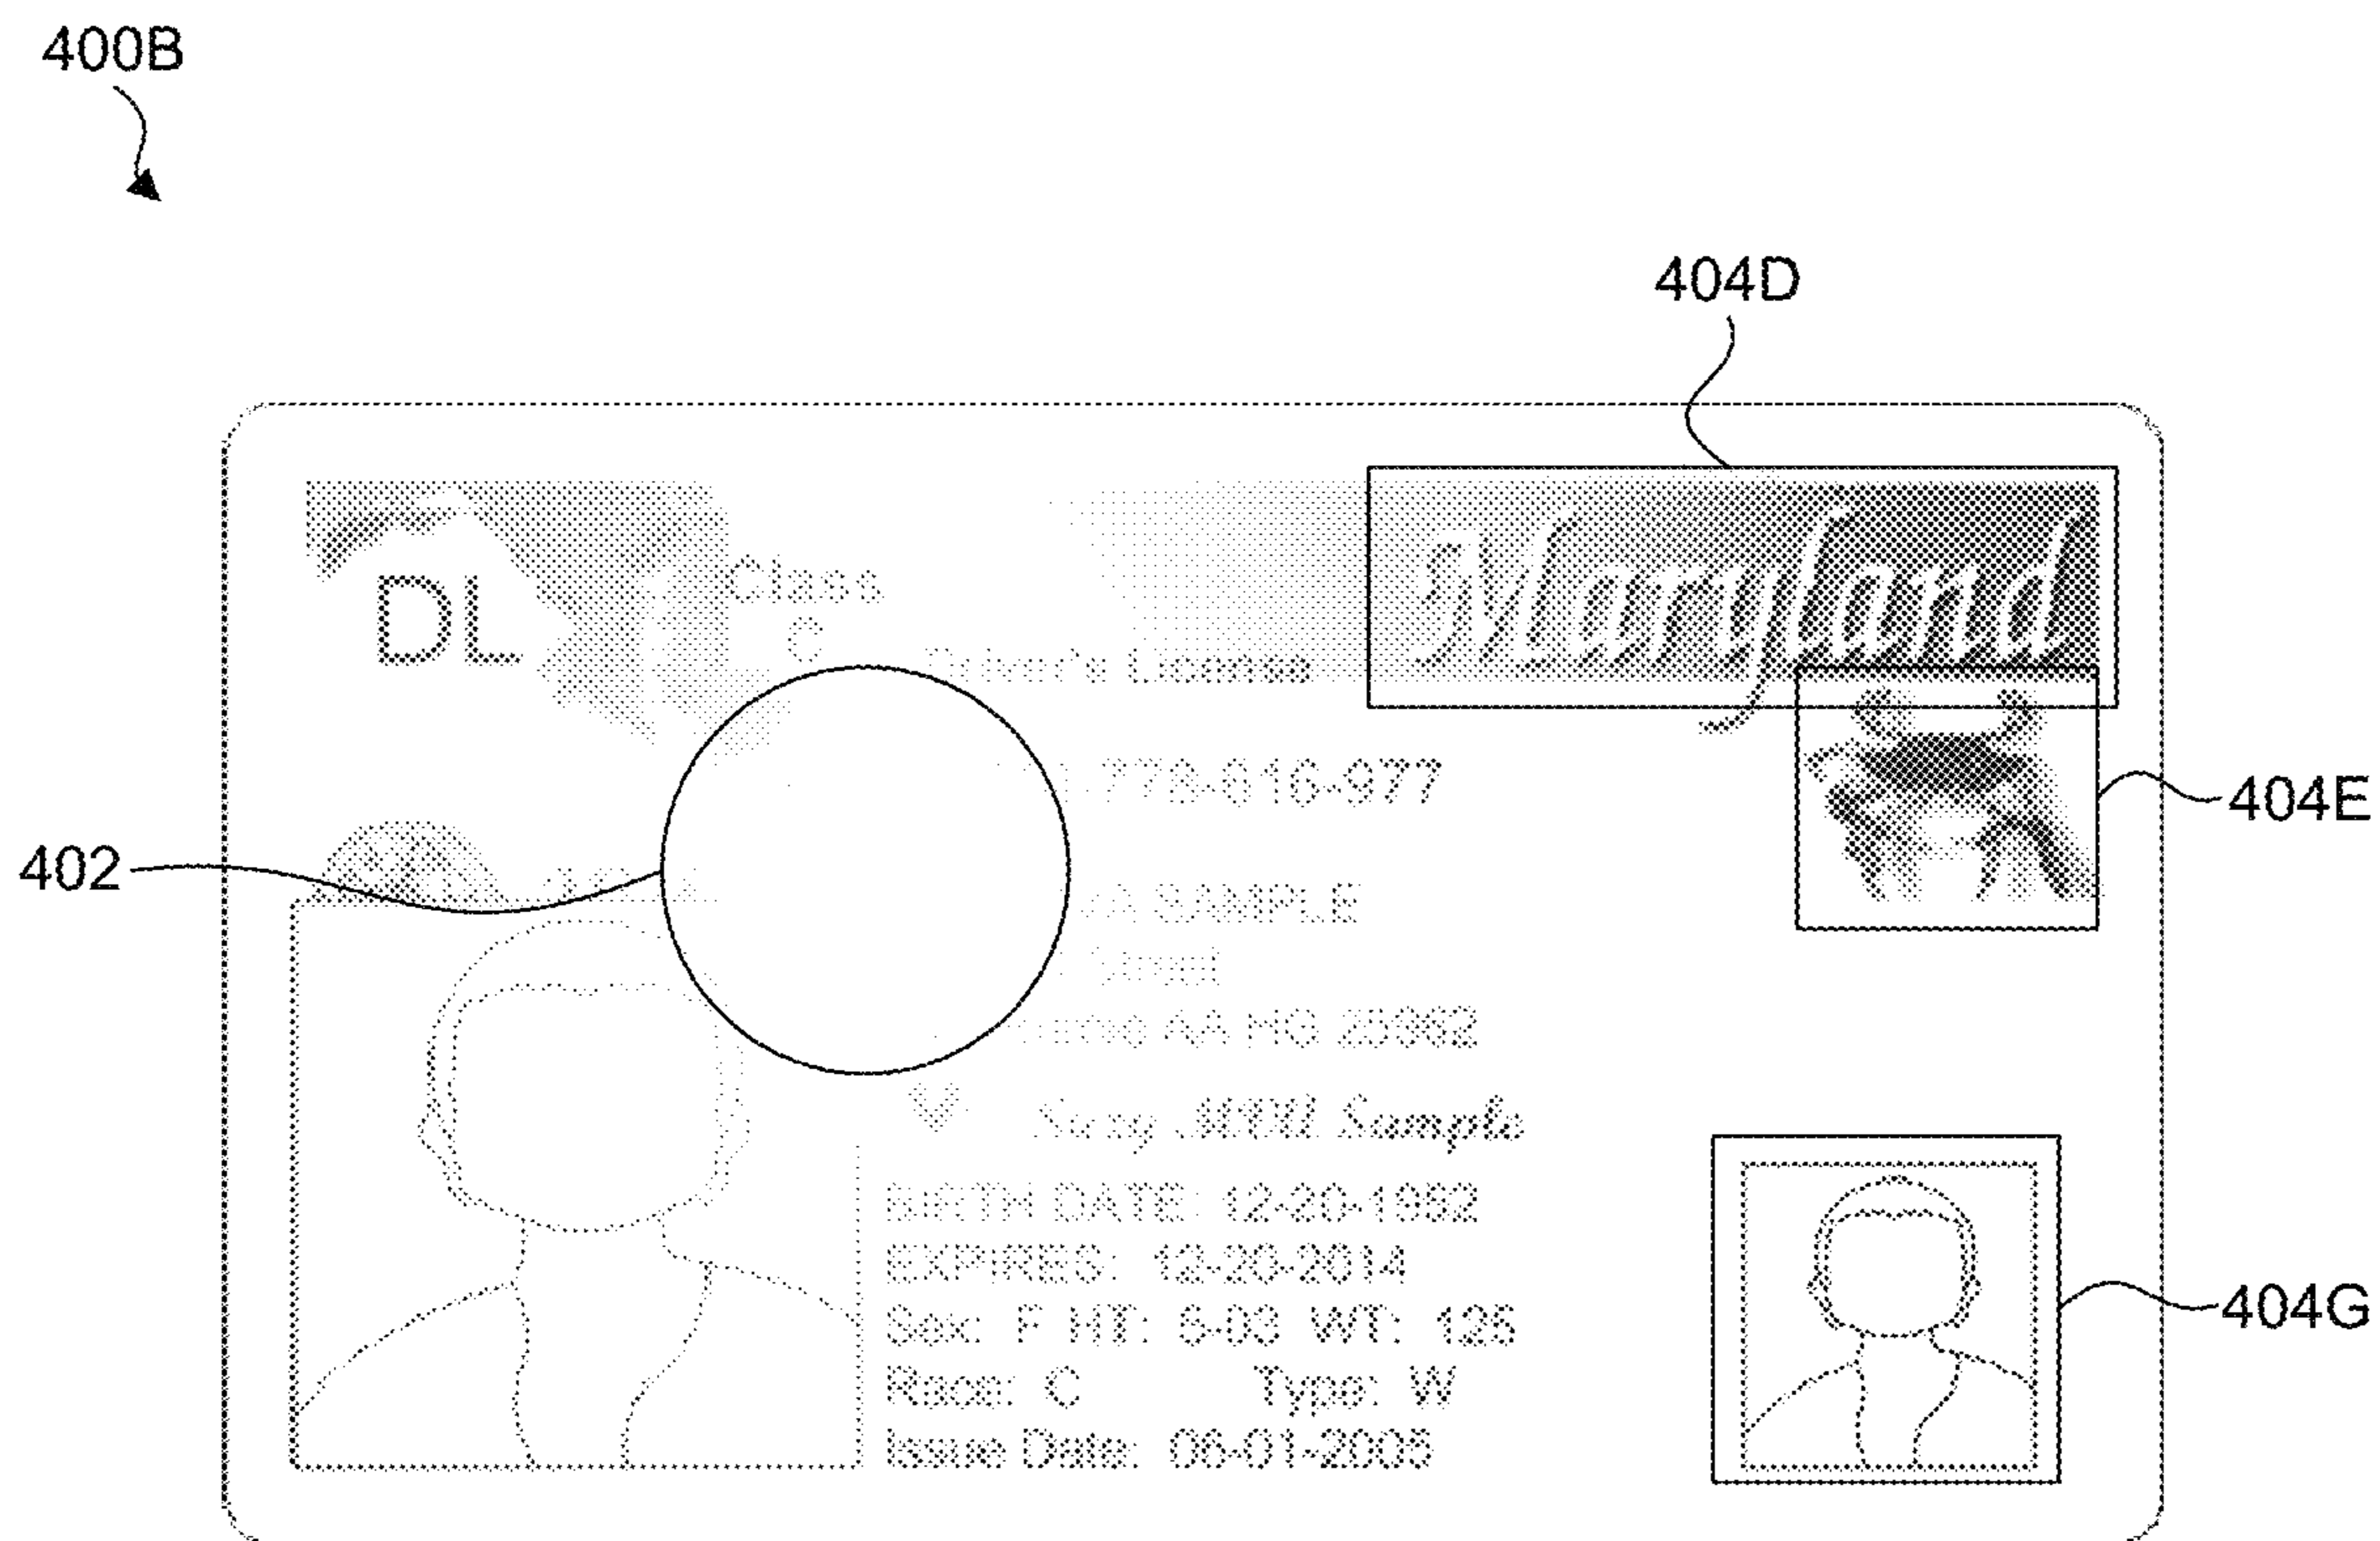 400B
404D
Maryland
DL
Class
C
Driver's License
-778-616-977
404E
402
A SAMPLE
Street
AA HG
Sample
BIRTH DATE: 12-20-1982
EXPIRES: 12-20-2014
Sex: F HT: 6-03 WT: 125
404G
Race: C Type: W
Issue Date: 06-01-2005